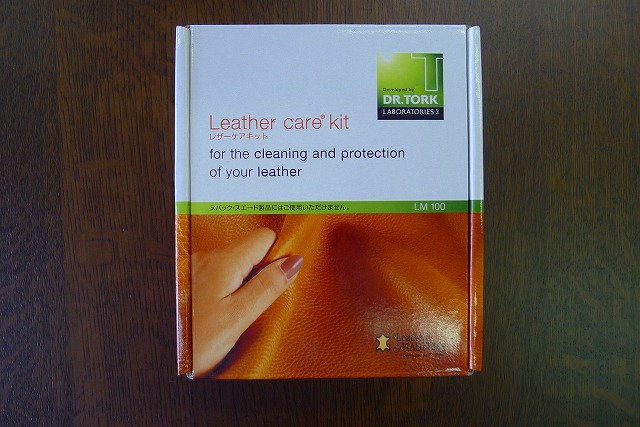 Developed by
T
DR.TORK
LABORATORIES
Leather care® kit
レザーケアキット
for the cleaning and protection
of your leather
ヌバック・スエード製品にはご使用いただけません。
LM 100
Leather
MASTER